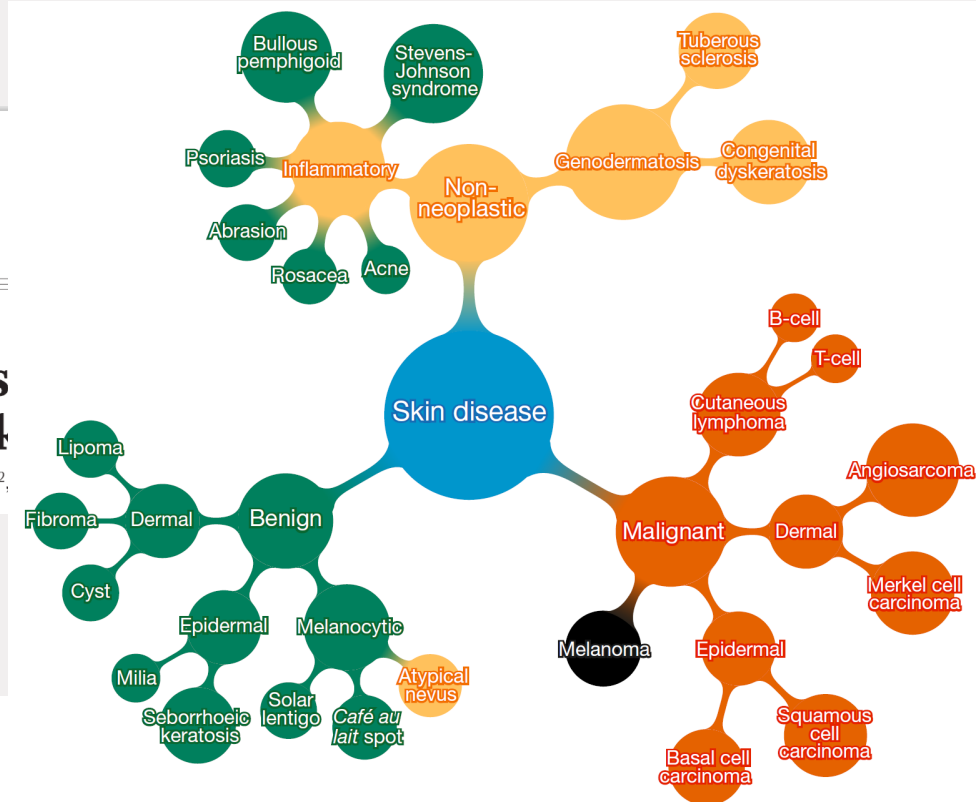 Bullous
pemphigoid
Stevens-
Johnson
syndrome
Psoriasis
Inflammatory
Abrasion
Rosacea
Acne
Non-
neoplastic
Genodermatosis
Tuberous
sclerosis
Congenital
dyskeratosis
Skin disease
B-cell
T-cell
Cutaneous
lymphoma
Angiosarcoma
Malignant
Dermal
Merkel cell
carcinoma
Melanoma
Epidermal
Squamous
cell
carcinoma
Basal cell
carcinoma
Benign
Dermal
Lipoma
Fibroma
Cyst
Epidermal
Milia
Seborrhoeic
keratosis
Melanocytic
Solar
lentigo
Café au
lait spot
Atypical
nevus
s
2,